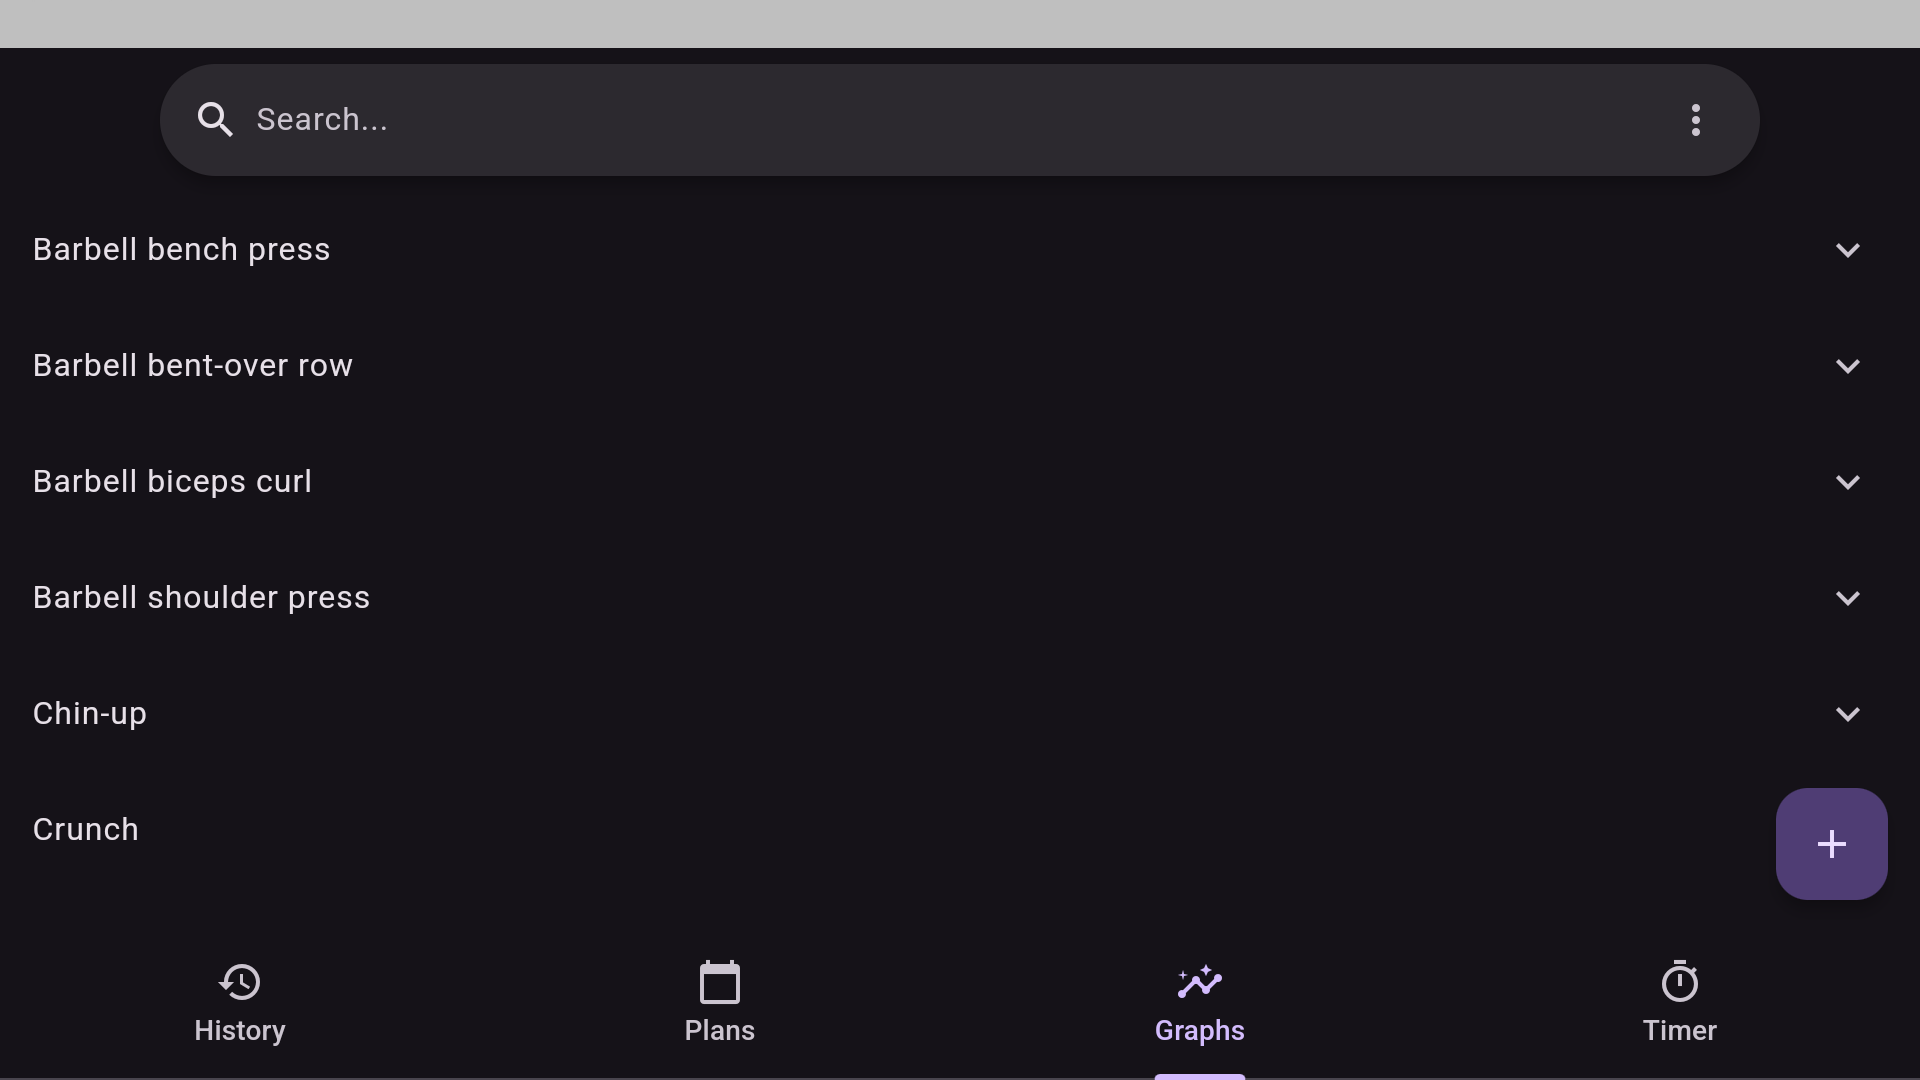 Search...
Barbell bench press
Barbell bent-over row
Barbell biceps curl
Barbell shoulder press
Chin-up
Crunch
History
Plans
Graphs
Timer